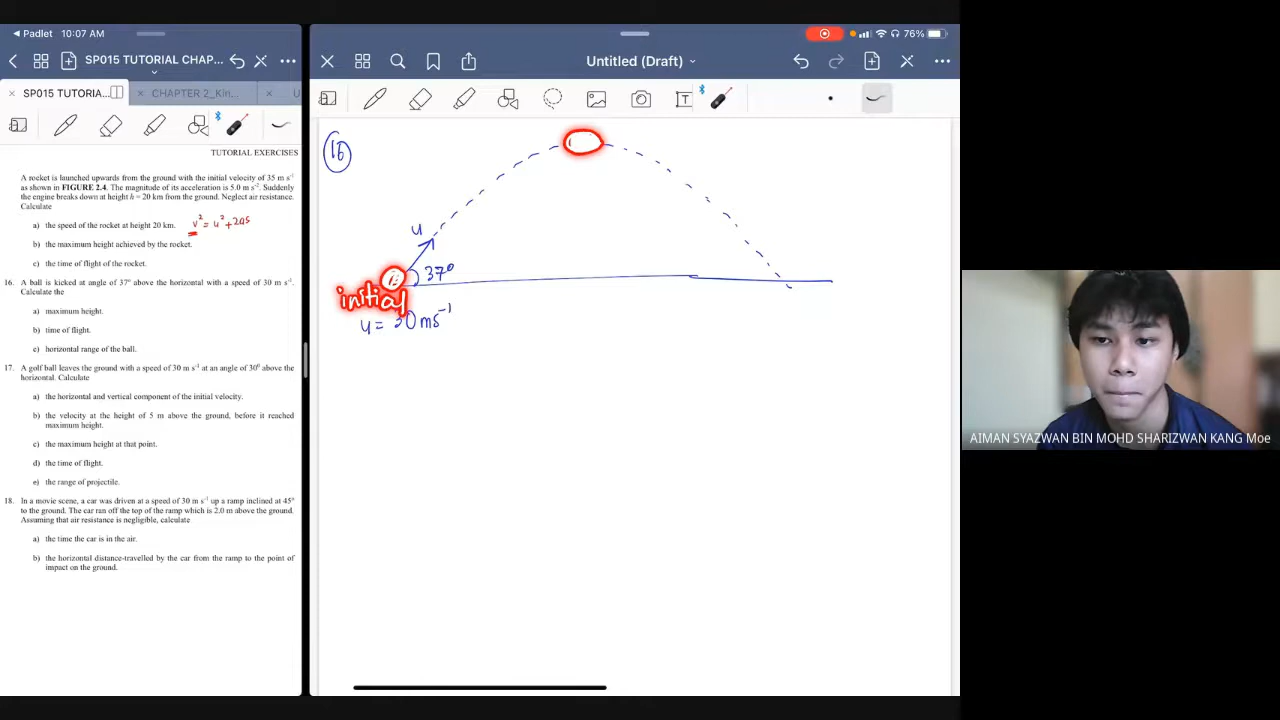 Padlet 10:07 AM
76%
SP015 TUTORIAL CHAP...
Untitled (Draft)
SP015 TUTORIA...
CHAPTER 2_Kin...
U
TUTORIAL EXERCISES
A rocket is launched upwards from the ground with the initial velocity of 35 m s⁻¹
as shown in FIGURE 2.4. The magnitude of its acceleration is 5.0 m s⁻². Suddenly
the engine breaks down at height h = 20 km from the ground. Neglect air resistance.
Calculate
a) the speed of the rocket at height 20 km. v² = u² + 2as
b) the maximum height achieved by the rocket.
c) the time of flight of the rocket.
16. A ball is kicked at angle of 37° above the horizontal with a speed of 30 m s⁻¹.
Calculate the
a) maximum height.
b) time of flight.
c) horizontal range of the ball.
17. A golf ball leaves the ground with a speed of 30 m s⁻¹ at an angle of 30⁰ above the
horizontal. Calculate
a) the horizontal and vertical component of the initial velocity.
b) the velocity at the height of 5 m above the ground, before it reached
maximum height.
c) the maximum height at that point.
d) the time of flight.
e) the range of projectile.
18. In a movie scene, a car was driven at a speed of 30 m s⁻¹ up a ramp inclined at 45°
to the ground. The car ran off the top of the ramp which is 2.0 m above the ground.
Assuming that air resistance is negligible, calculate
a) the time the car is in the air.
b) the horizontal distance-travelled by the car from the ramp to the point of
impact on the ground.
16
u
37°
initial
u = 30 ms⁻¹
AIMAN SYAZWAN BIN MOHD SHARIZWAN KANG Moe